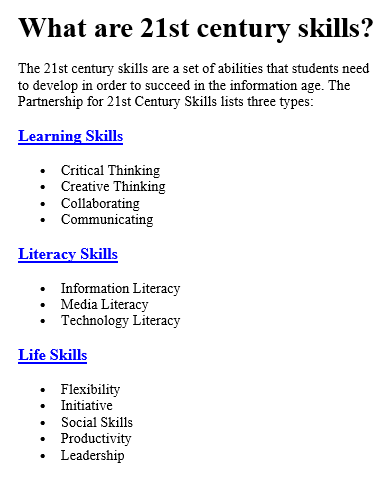 What are 21st century skills?
The 21st century skills are a set of abilities that students need
to develop in order to succeed in the information age. The
Partnership for 21st Century Skills lists three types:
Learning Skills
• Critical Thinking
• Creative Thinking
• Collaborating
• Communicating
Literacy Skills
• Information Literacy
• Media Literacy
• Technology Literacy
Life Skills
• Flexibility
• Initiative
• Social Skills
• Productivity
• Leadership